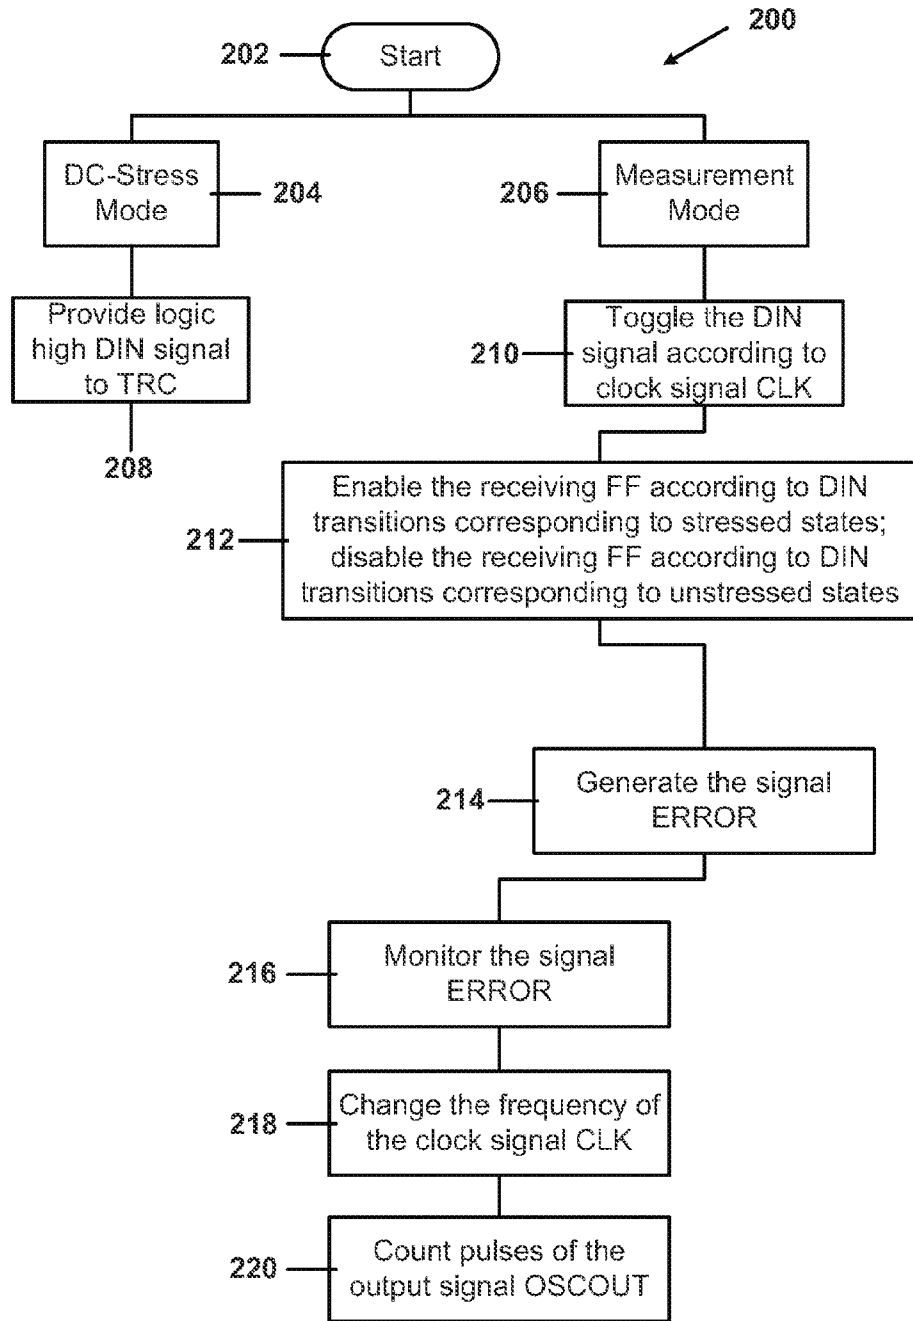 200
202
Start
DC-Stress
Mode
204
206
Measurement
Mode
Provide logic
high DIN signal
to TRC
208
210
Toggle the DIN
signal according to
clock signal CLK
212
Enable the receiving FF according to DIN
transitions corresponding to stressed states;
disable the receiving FF according to DIN
transitions corresponding to unstressed states
214
Generate the signal
ERROR
216
Monitor the signal
ERROR
218
Change the frequency of
the clock signal CLK
220
Count pulses of the
output signal OSCOUT